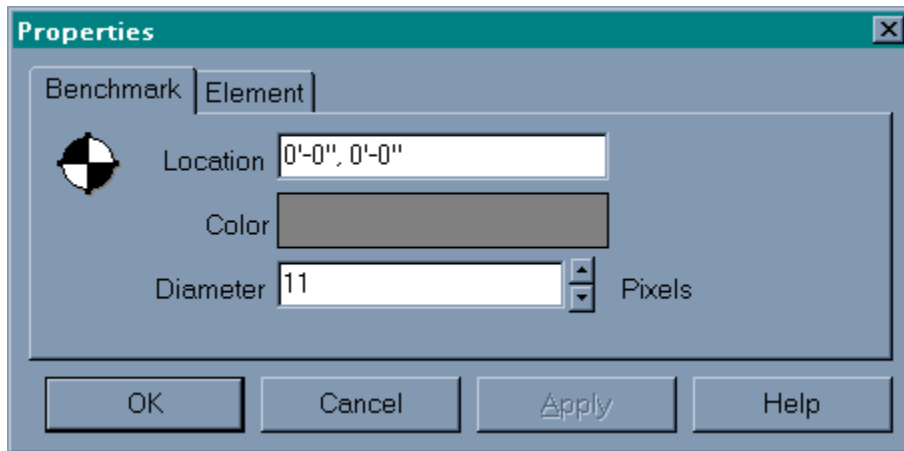 Properties
Benchmark Element
Location 0'-0", 0'-0"
Color
Diameter 11 Pixels
OK Cancel Apply Help